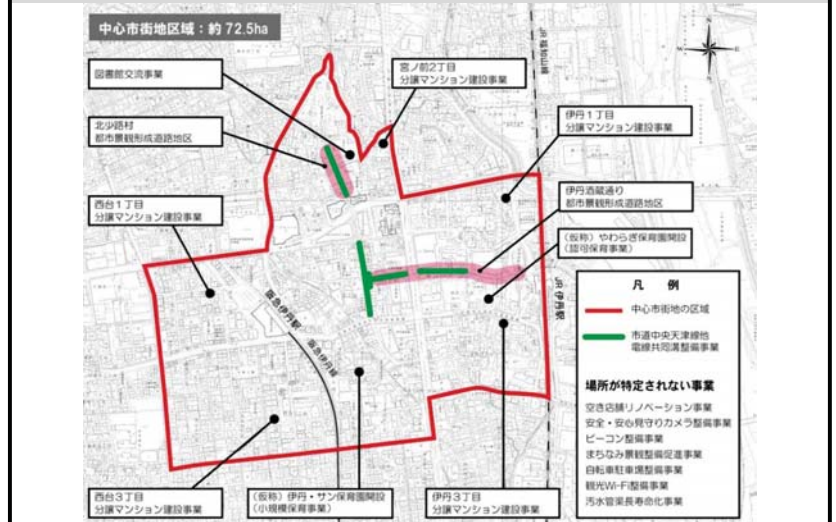 中心市街地区域：約 72.5ha
図書館交流事業
宮ノ前2丁目
分譲マンション建設事業
JR 福知山線
北少路村
都市景観形成道路地区
伊丹1丁目
分譲マンション建設事業
西台1丁目
分譲マンション建設事業
伊丹酒蔵通り
都市景観形成道路地区
（仮称）やわらぎ保育園開設
（認可保育事業）
阪急伊丹駅
阪急伊丹線
JR 伊丹駅
凡 例
中心市街地の区域
市道中央天津線他
電線共同溝整備事業
場所が特定されない事業
空き店舗リノベーション事業
安全・安心見守りカメラ整備事業
ビーコン整備事業
まちなみ景観整備促進事業
自転車駐車場整備事業
観光Wi-Fi整備事業
汚水管渠長寿命化事業
西台3丁目
分譲マンション建設事業
（仮称）伊丹・サン保育園開設
（小規模保育事業）
伊丹3丁目
分譲マンション建設事業